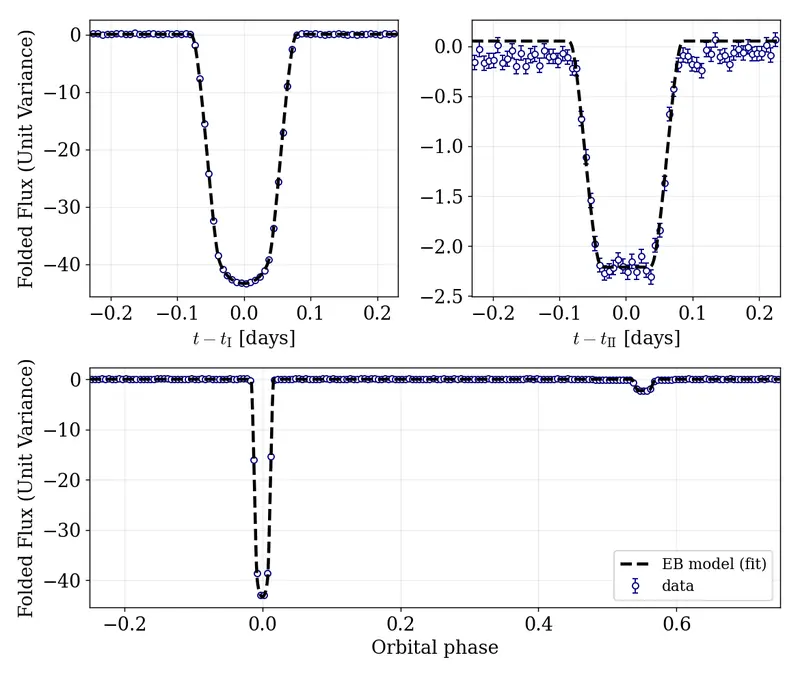 Folded Flux (Unit Variance)
0
−10
−20
−30
−40
−0.2 −0.1 0.0 0.1 0.2
t − tI [days]
0.0
−0.5
−1.0
−1.5
−2.0
−2.5
−0.2 −0.1 0.0 0.1 0.2
t − tII [days]
Folded Flux (Unit Variance)
0
−10
−20
−30
−40
EB model (fit)
data
−0.2 0.0 0.2 0.4 0.6
Orbital phase